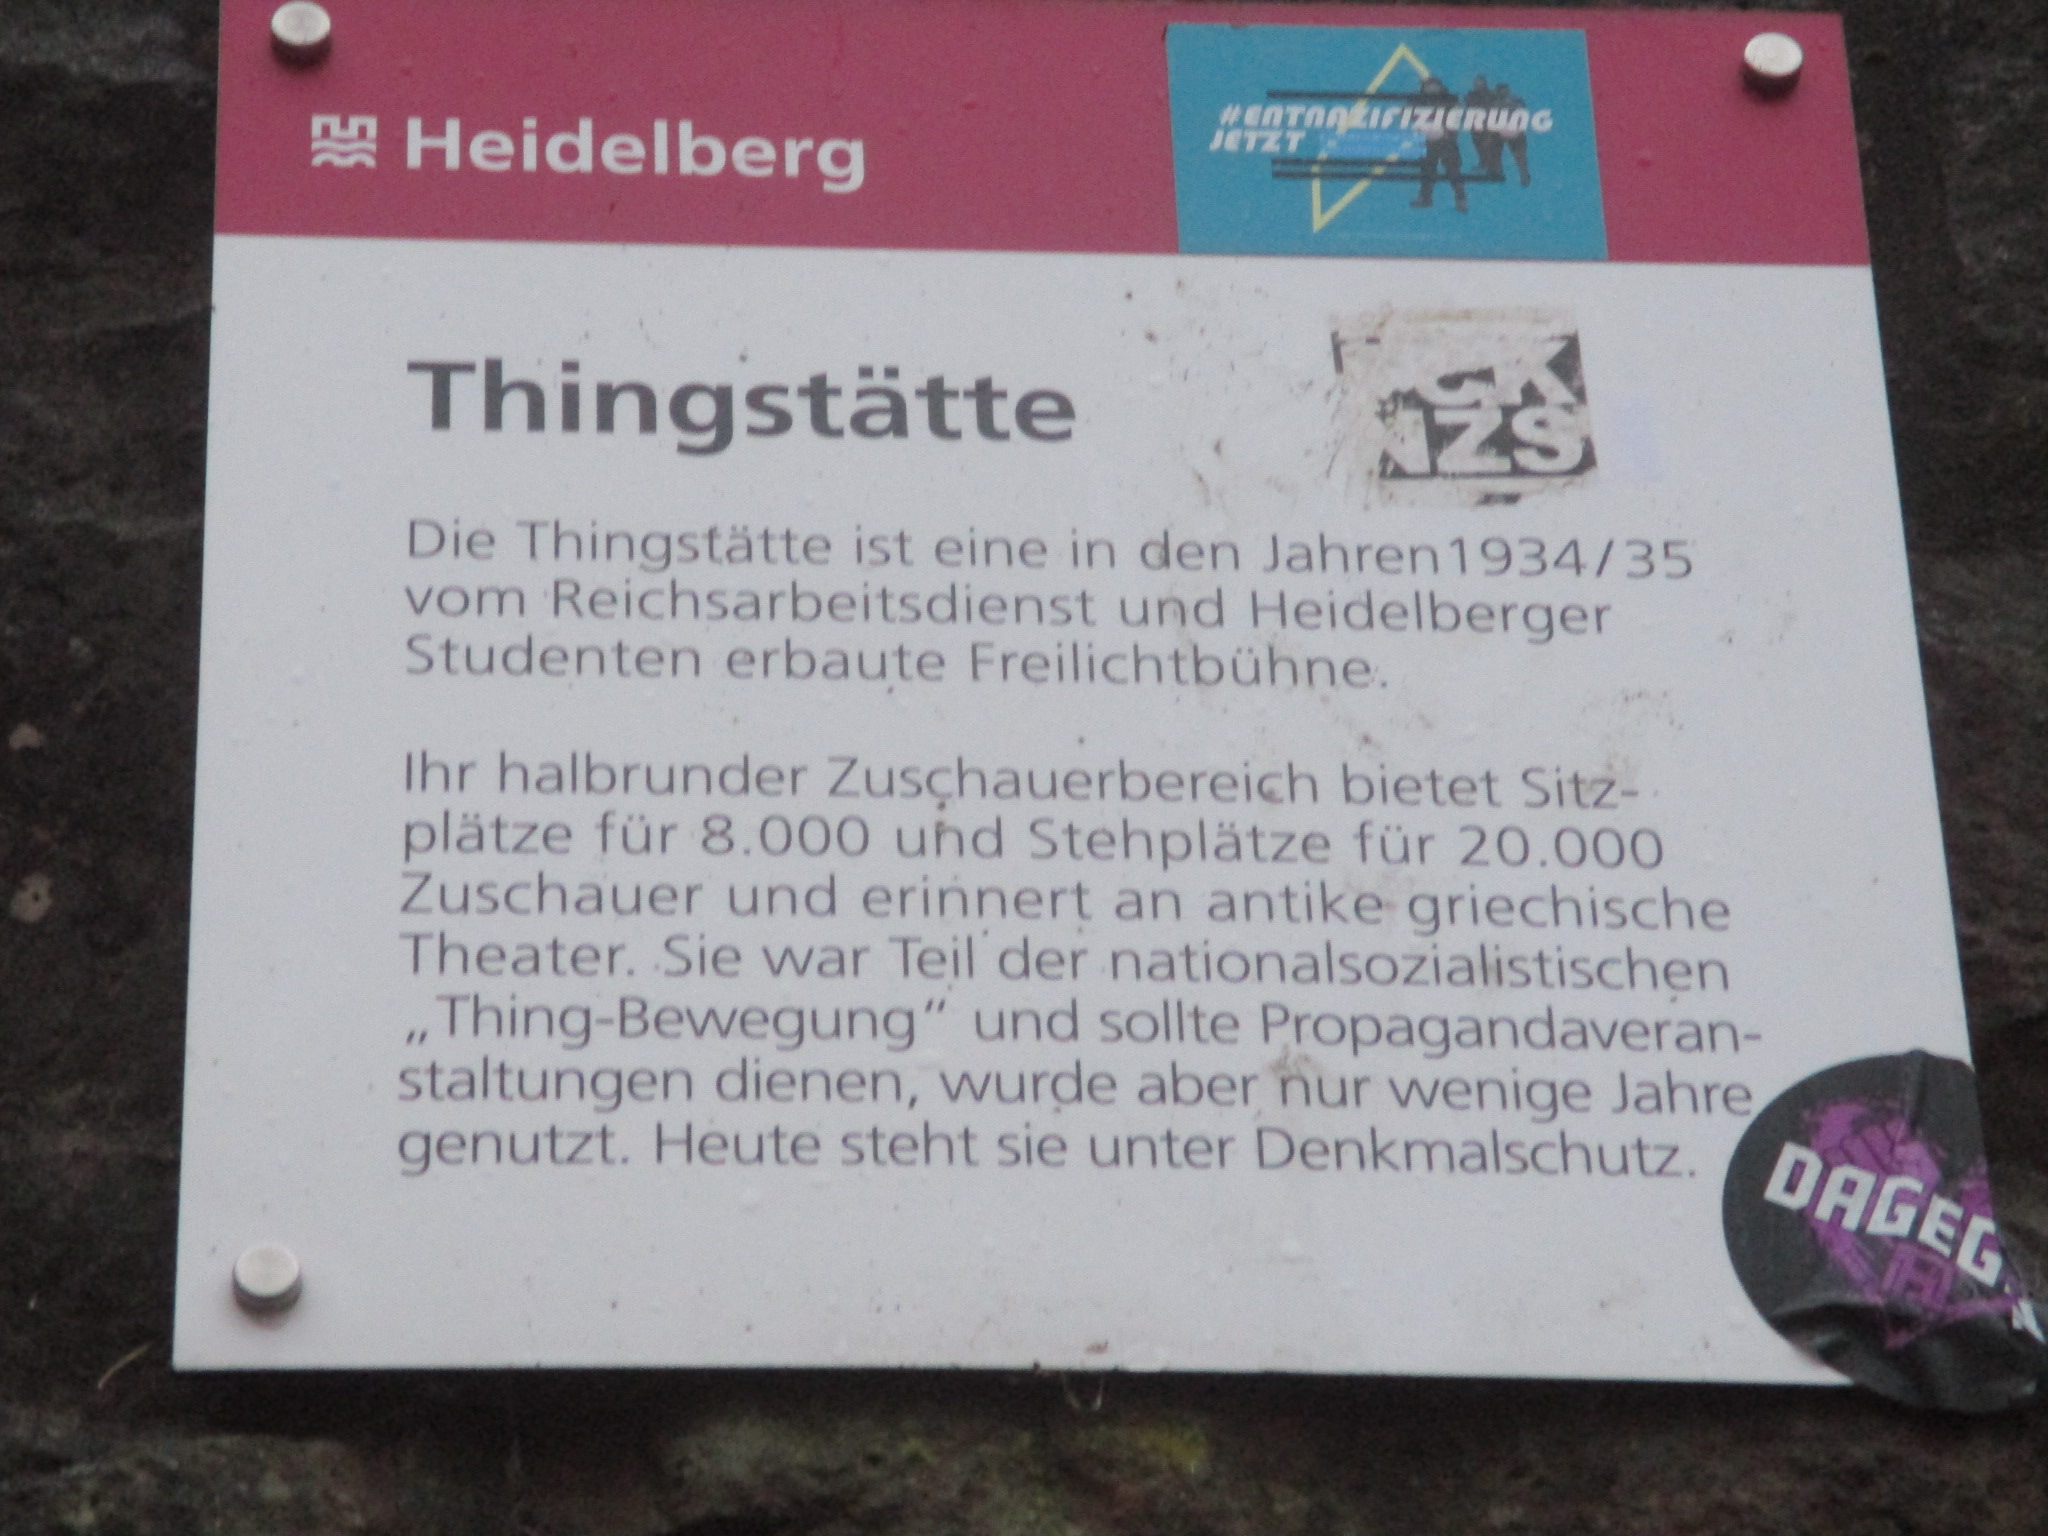 Heidelberg
#ENTNAZIFIZIERUNG
JETZT
Thingstätte
CK
NZS
Die Thingstätte ist eine in den Jahren1934/35
vom Reichsarbeitsdienst und Heidelberger
Studenten erbaute Freilichtbühne.
Ihr halbrunder Zuschauerbereich bietet Sitz-
plätze für 8.000 und Stehplätze für 20.000
Zuschauer und erinnert an antike griechische
Theater. Sie war Teil der nationalsozialistischen
„Thing-Bewegung“ und sollte Propagandaveran-
staltungen dienen, wurde aber nur wenige Jahre
genutzt. Heute steht sie unter Denkmalschutz.
DAGEG